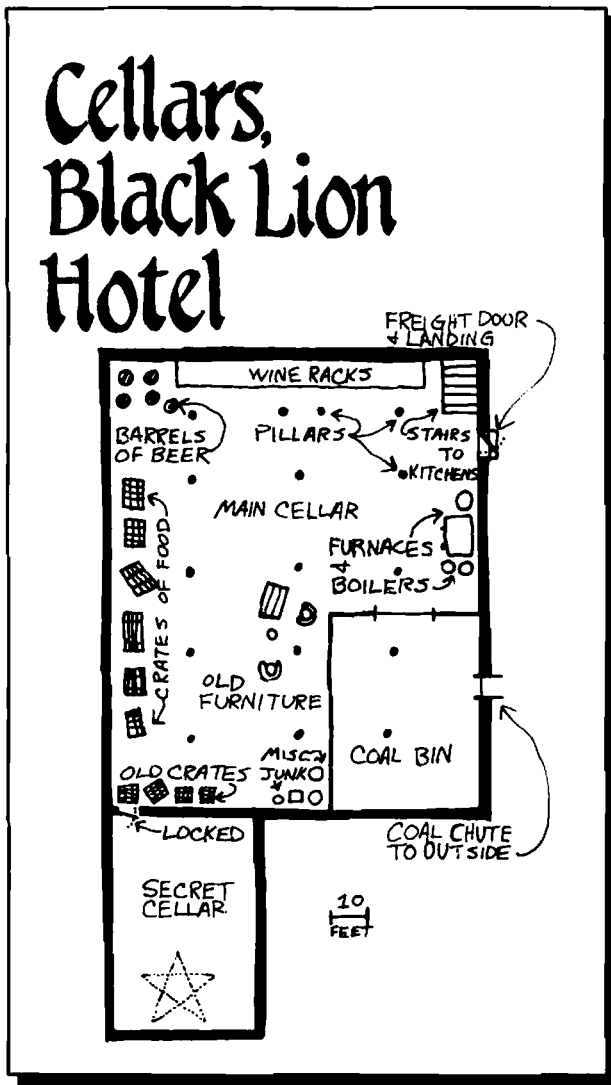 Cellars,
Black Lion
Hotel
FREIGHT DOOR
& LANDING
WINE RACKS
BARRELS
OF BEER
PILLARS
STAIRS
TO
KITCHENS
MAIN CELLAR
FURNACES
&
BOILERS
CRATES OF FOOD
OLD
FURNITURE
MISC
JUNK
COAL BIN
OLD CRATES
LOCKED
COAL CHUTE
TO OUTSIDE
SECRET
CELLAR
10
FEET